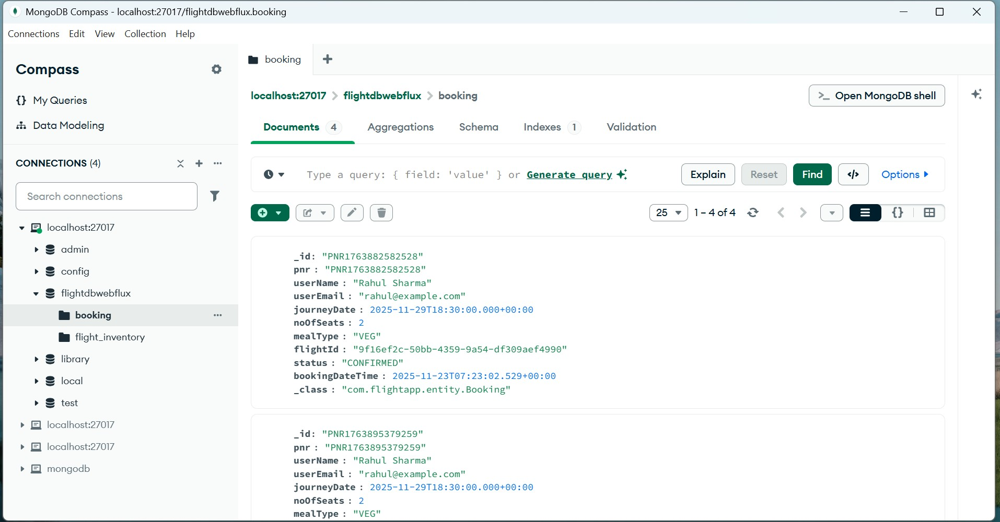 MongoDB Compass - localhost:27017/flightdbwebflux.booking
Connections Edit View Collection Help
Compass
My Queries
Data Modeling
CONNECTIONS (4)
Search connections
localhost:27017
admin
config
flightdbwebflux
booking
flight_inventory
library
local
test
localhost:27017
localhost:27017
mongodb
booking
localhost:27017 flightdbwebflux booking
Open MongoDB shell
Documents 4 Aggregations Schema Indexes 1 Validation
Type a query: { field: 'value' } or Generate query
Explain Reset Find </> Options
25 1 – 4 of 4 {}
_id: "PNR1763882582528"
pnr : "PNR1763882582528"
userName : "Rahul Sharma"
userEmail : "rahul@example.com"
journeyDate : 2025-11-29T18:30:00.000+00:00
noOfSeats : 2
mealType : "VEG"
flightId : "9f16ef2c-50bb-4359-9a54-df309aef4990"
status : "CONFIRMED"
bookingDateTime : 2025-11-23T07:23:02.529+00:00
_class : "com.flightapp.entity.Booking"
_id: "PNR1763895379259"
pnr : "PNR1763895379259"
userName : "Rahul Sharma"
userEmail : "rahul@example.com"
journeyDate : 2025-11-29T18:30:00.000+00:00
noOfSeats : 2
mealType : "VEG"